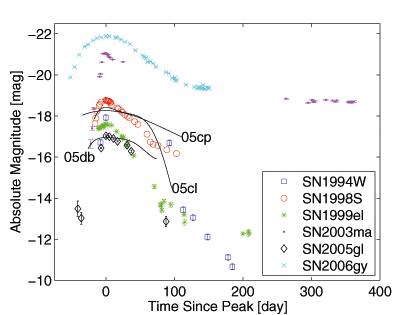 −22
−20
−18
−16
−14
−12
−10
Absolute Magnitude [mag]
05cp
05db
05cl
SN1994W
SN1998S
SN1999el
SN2003ma
SN2005gl
SN2006gy
0
100
200
300
400
Time Since Peak [day]